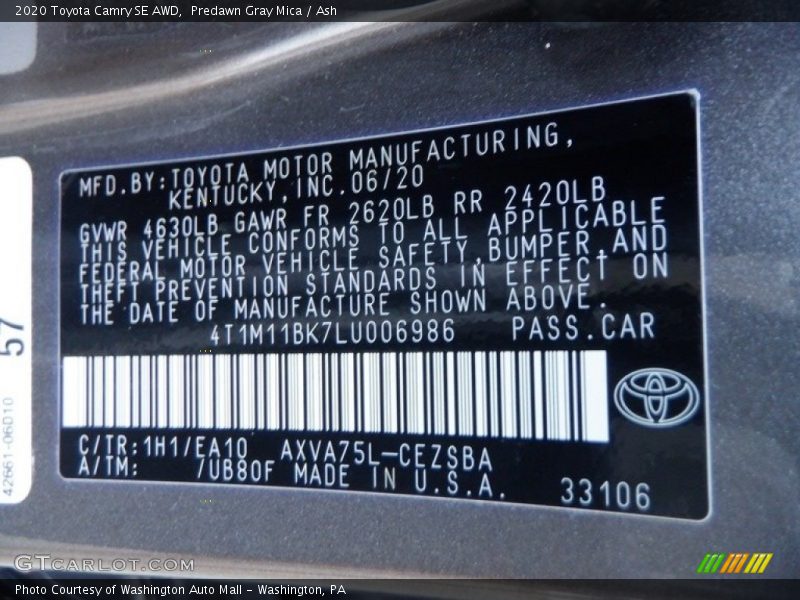 2020 Toyota Camry SE AWD,  Predawn Gray Mica / Ash
MFD.BY:TOYOTA MOTOR MANUFACTURING,
KENTUCKY,INC.06/20
GVWR 4630LB GAWR FR 2620LB RR 2420LB
THIS VEHICLE CONFORMS TO ALL APPLICABLE
FEDERAL MOTOR VEHICLE SAFETY,BUMPER,AND
THEFT PREVENTION STANDARDS IN EFFECT ON
THE DATE OF MANUFACTURE SHOWN ABOVE.
4T1M11BK7LU006986 PASS.CAR
C/TR:1H1/EA10 AXVA75L-CEZSBA
A/TM: /UB80F MADE IN U.S.A.
33106
57
42661-06D10
GTCARLOT.COM
Photo Courtesy of Washington Auto Mall - Washington, PA